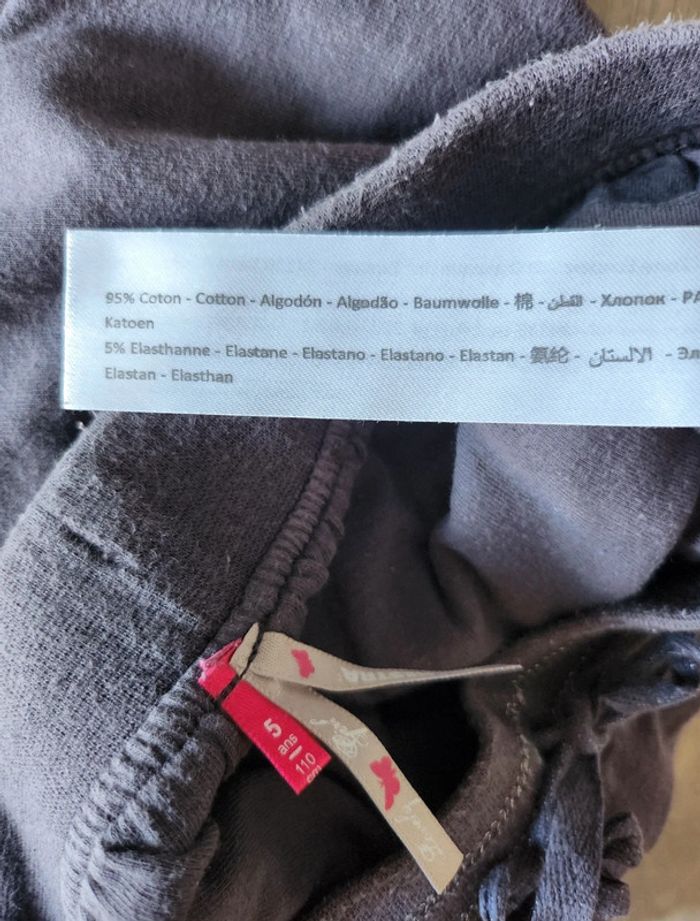 95% Coton - Cotton - Algodón - Algodão - Baumwolle - 棉 - القطن - Хлопок - PA
Katoen
5% Elasthanne - Elastane - Elastano - Elastano - Elastan - 氨纶 - الالستان - Эл
Elastan - Elasthan
5
ans
110
cm